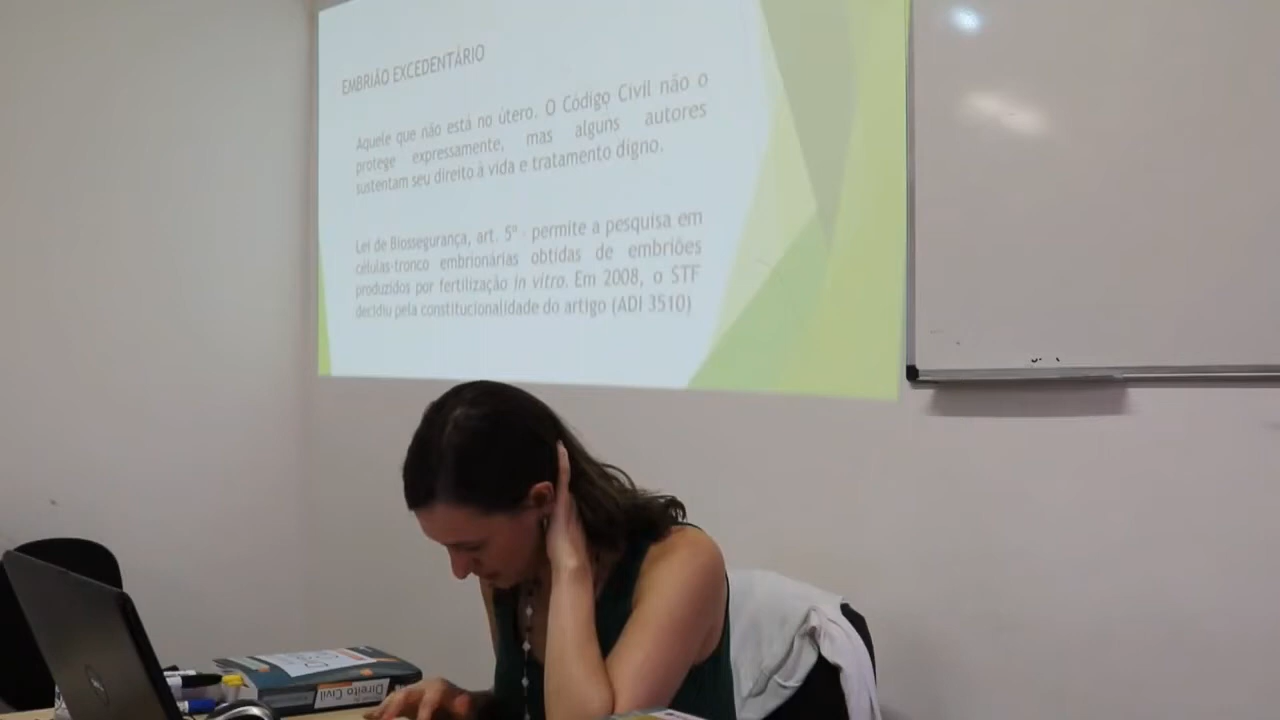 EMBRIÃO EXCEDENTÁRIO
Aquele que não está no útero. O Código Civil não o
protege expressamente, mas alguns autores
sustentam seu direito à vida e tratamento digno.
Lei de Biossegurança, art. 5º - permite a pesquisa em
células-tronco embrionárias obtidas de embriões
produzidos por fertilização in vitro. Em 2008, o STF
decidiu pela constitucionalidade do artigo (ADI 3510)
Direito Civil